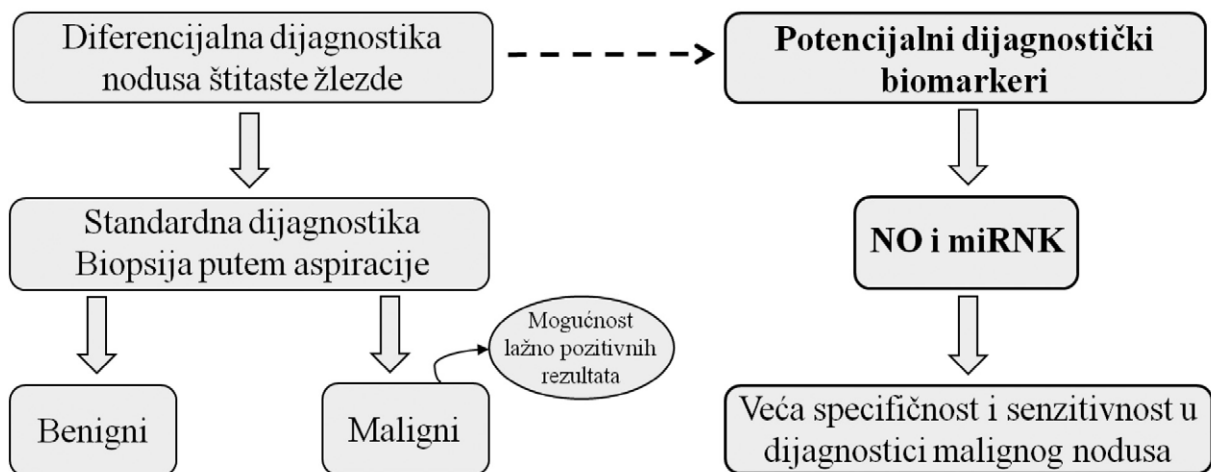 Diferencijalna dijagnostika
nodusa štitaste žlezde
Potencijalni dijagnostički
biomarkeri
Standardna dijagnostika
Biopsija putem aspiracije
NO i miRNK
Mogućnost
lažno pozitivnih
rezultata
Benigni
Maligni
Veća specifičnost i senzitivnost u
dijagnostici malignog nodusa